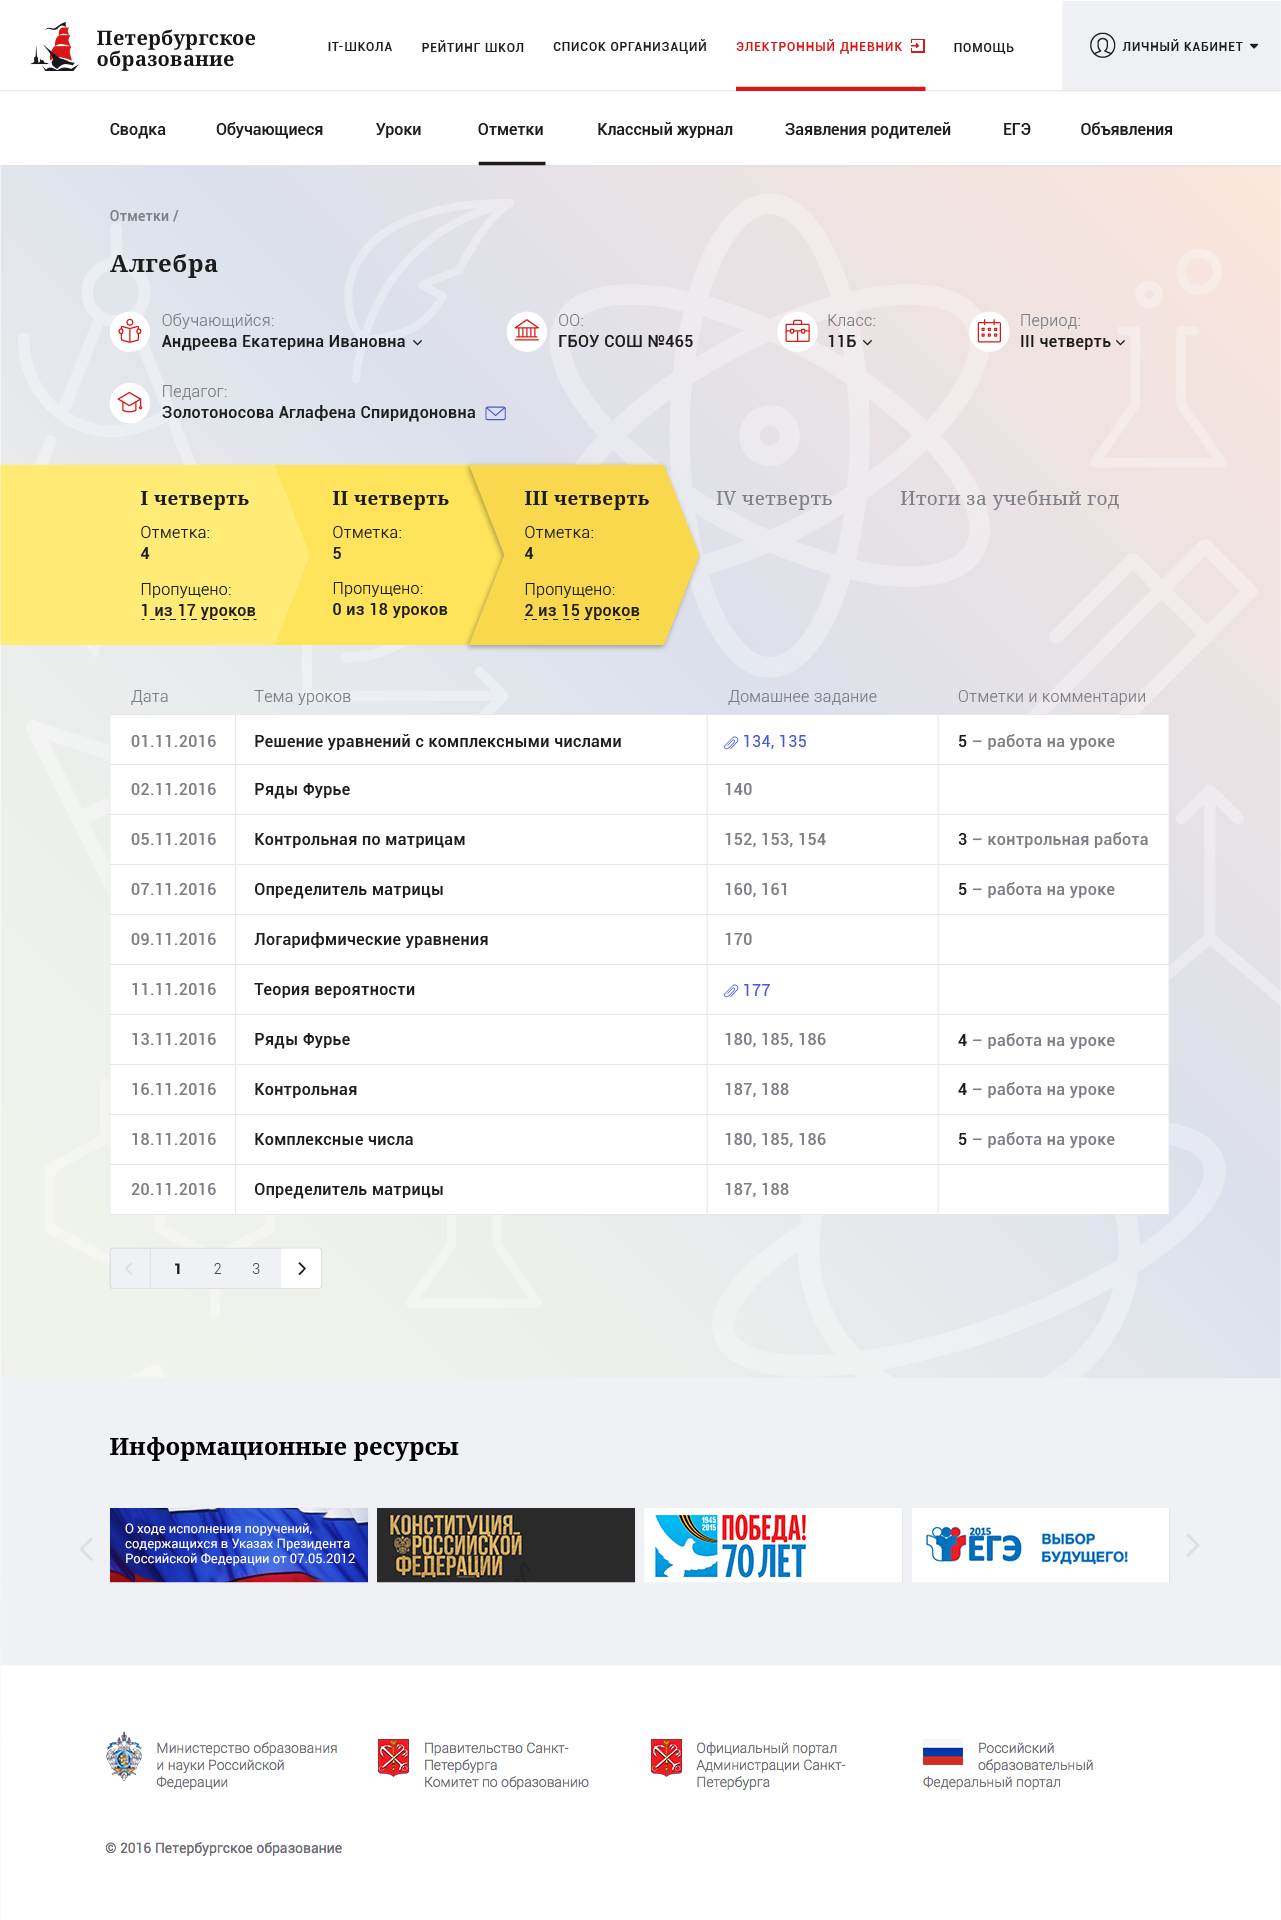 Петербургское
образование
IT-ШКОЛА
РЕЙТИНГ ШКОЛ
СПИСОК ОРГАНИЗАЦИЙ
ЭЛЕКТРОННЫЙ ДНЕВНИК
ПОМОЩЬ
ЛИЧНЫЙ КАБИНЕТ
Сводка
Обучающиеся
Уроки
Отметки
Классный журнал
Заявления родителей
ЕГЭ
Объявления
Отметки /
Алгебра
Обучающийся:
Андреева Екатерина Ивановна
ОО:
ГБОУ СОШ №465
Класс:
11Б
Период:
III четверть
Педагог:
Золотоносова Аглафена Спиридоновна
I четверть
Отметка:
4
Пропущено:
1 из 17 уроков
II четверть
Отметка:
5
Пропущено:
0 из 18 уроков
III четверть
Отметка:
4
Пропущено:
2 из 15 уроков
IV четверть
Итоги за учебный год
Дата Тема уроков Домашнее задание Отметки и комментарии
01.11.2016 Решение уравнений с комплексными числами 134, 135 5 – работа на уроке
02.11.2016 Ряды Фурье 140
05.11.2016 Контрольная по матрицам 152, 153, 154 3 – контрольная работа
07.11.2016 Определитель матрицы 160, 161 5 – работа на уроке
09.11.2016 Логарифмические уравнения 170
11.11.2016 Теория вероятности 177
13.11.2016 Ряды Фурье 180, 185, 186 4 – работа на уроке
16.11.2016 Контрольная 187, 188 4 – работа на уроке
18.11.2016 Комплексные числа 180, 185, 186 5 – работа на уроке
20.11.2016 Определитель матрицы 187, 188
1 2 3
Информационные ресурсы
О ходе исполнения поручений,
содержащихся в Указах Президента
Российской Федерации от 07.05.2012
КОНСТИТУЦИЯ
РОССИЙСКОЙ
ФЕДЕРАЦИИ
1945
2015
ПОБЕДА!
70 ЛЕТ
2015
ЕГЭ
ВЫБОР
БУДУЩЕГО!
Министерство образования
и науки Российской
Федерации
Правительство Санкт-
Петербурга
Комитет по образованию
Официальный портал
Администрации Санкт-
Петербурга
Российский
образовательный
Федеральный портал
© 2016 Петербургское образование